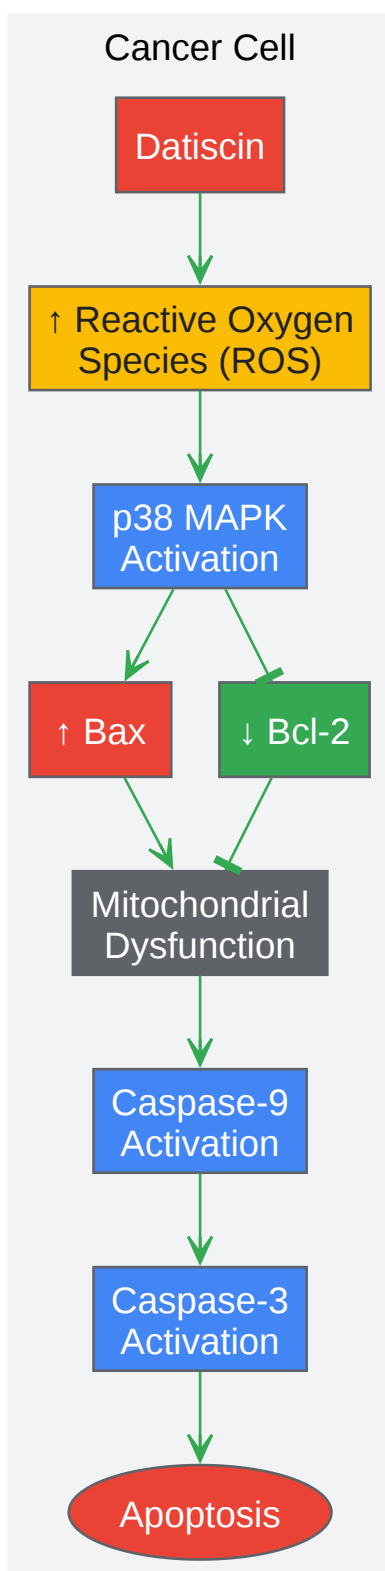 Cancer Cell
Datiscin
↑ Reactive Oxygen
Species (ROS)
p38 MAPK
Activation
↑ Bax
↓ Bcl-2
Mitochondrial
Dysfunction
Caspase-9
Activation
Caspase-3
Activation
Apoptosis